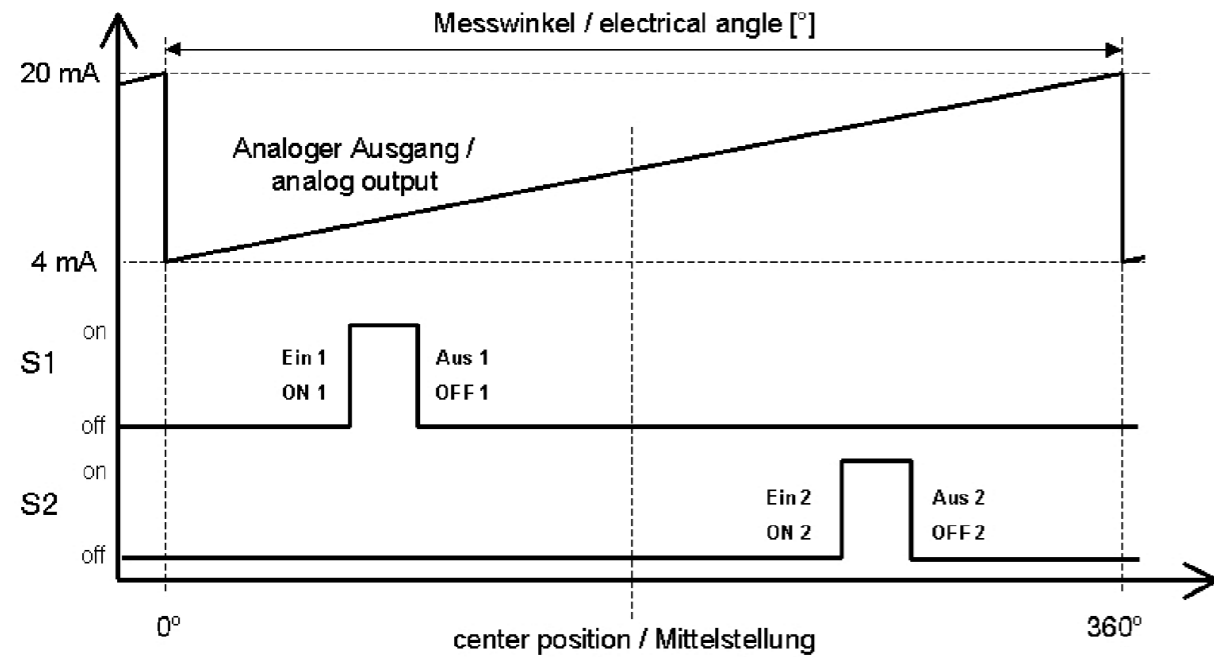 Messwinkel / electrical angle [°]
20 mA
Analoger Ausgang /
analog output
4 mA
on
S1
Ein 1
Aus 1
ON 1
OFF 1
off
on
S2
Ein 2
Aus 2
ON 2
OFF 2
off
0°
360°
center position / Mittelstellung